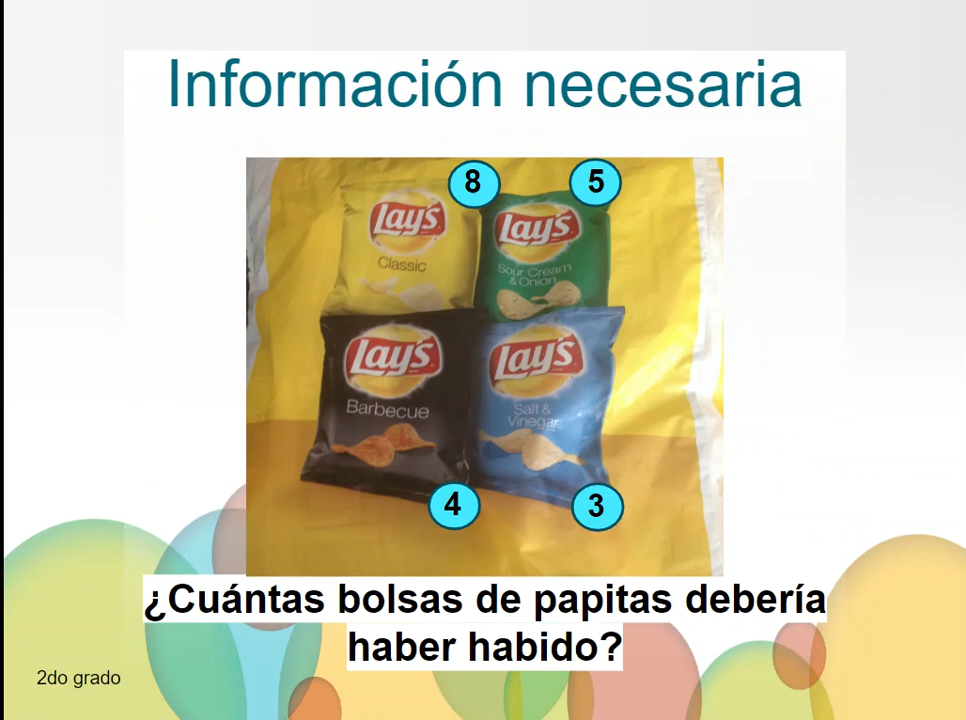 Información necesaria
8
5
Lay's
Classic
Lay's
Sour Cream
& Onion
Lay's
Barbecue
Lay's
Salt &
Vinegar
4
3
¿Cuántas bolsas de papitas debería
haber habido?
2do grado